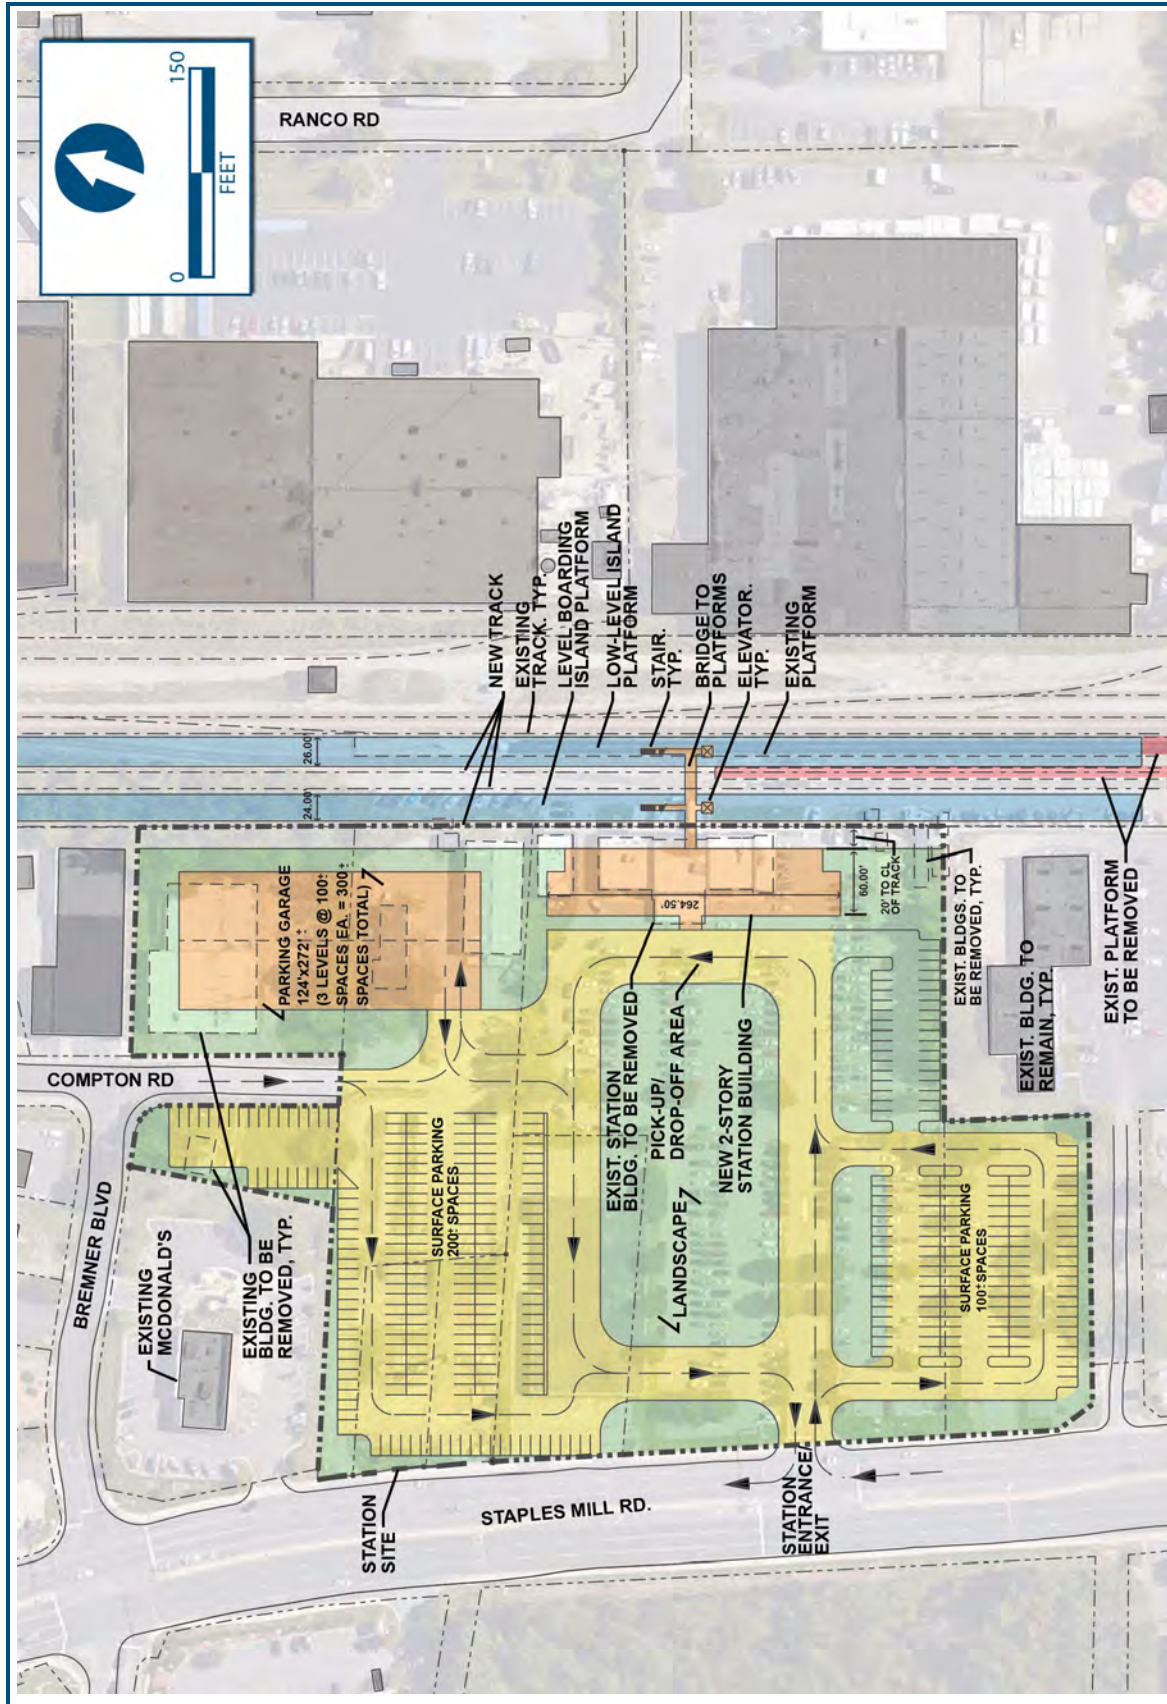 0
150
FEET
RANCO RD
NEW TRACK
EXISTING
TRACK. TYP.
LEVEL BOARDING
ISLAND PLATFORM
LOW-LEVEL ISLAND
PLATFORM
STAIR.
TYP.
BRIDGE TO
PLATFORMS
ELEVATOR.
TYP.
EXISTING
PLATFORM
26.00'
24.00'
PARKING GARAGE
124'x272' ±
(3 LEVELS @ 100±
SPACES EA. = 300±
SPACES TOTAL)
264.50'
60.00'
20' TO CL
OF TRACK
EXIST. BLDGS. TO
BE REMOVED, TYP.
EXIST. BLDG. TO
REMAIN, TYP.
EXIST. PLATFORM
TO BE REMOVED
COMPTON RD
BREMNER BLVD
EXISTING
MCDONALD'S
EXISTING
BLDG. TO BE
REMOVED, TYP.
SURFACE PARKING
200± SPACES
EXIST. STATION
BLDG. TO BE REMOVED
PICK-UP/
DROP-OFF AREA
LANDSCAPE
NEW 2-STORY
STATION BUILDING
SURFACE PARKING
100± SPACES
STATION
SITE
STAPLES MILL RD.
STATION
ENTRANCE/
EXIT